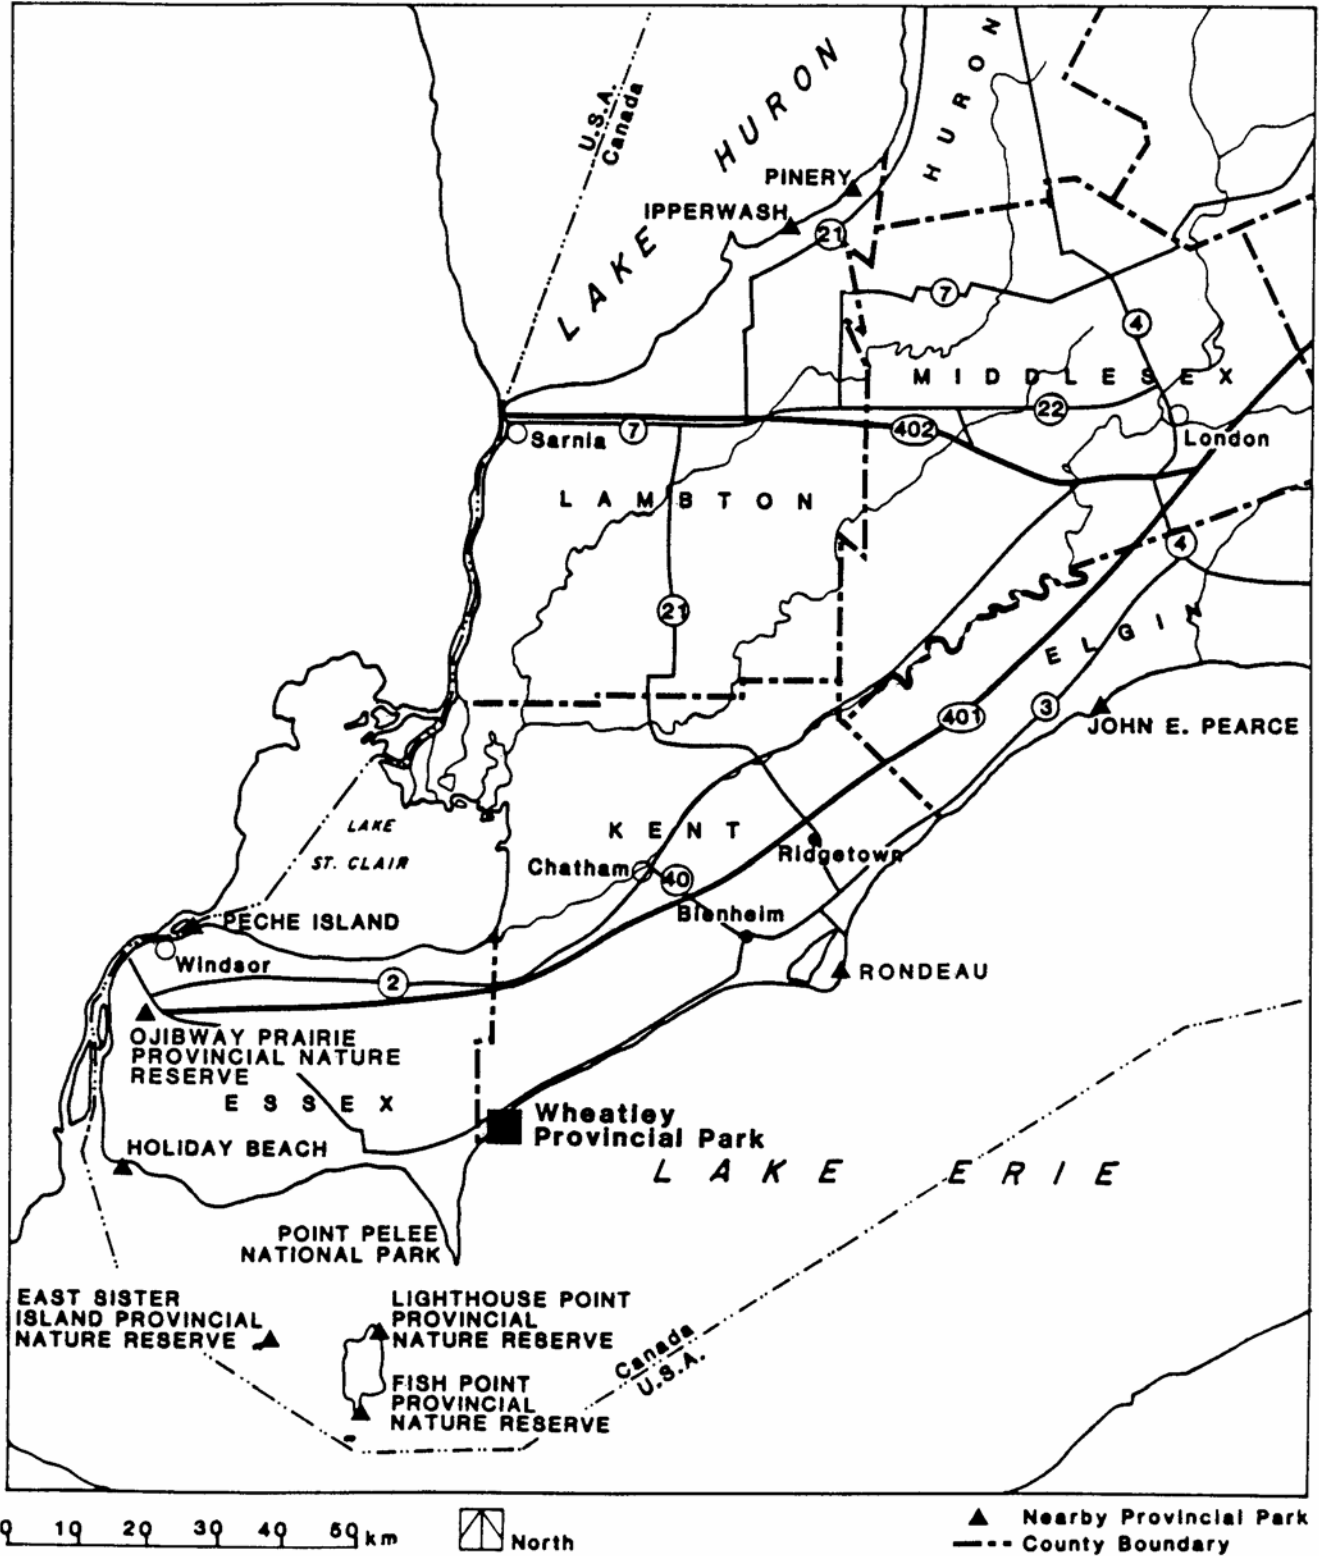 LAKE HURON
HURON
U.S.A.
Canada
PINERY
IPPERWASH
21
7
4
MIDDLESEX
22
402
Sarnia
7
London
LAMBTON
4
21
ELGIN
401
3
JOHN E. PEARCE
LAKE
ST. CLAIR
KENT
Ridgetown
Chatham
40
Blenheim
PECHE ISLAND
Windsor
2
RONDEAU
OJIBWAY PRAIRIE
PROVINCIAL NATURE
RESERVE
ESSEX
Wheatley
Provincial Park
HOLIDAY BEACH
LAKE ERIE
POINT PELEE
NATIONAL PARK
EAST SISTER
ISLAND PROVINCIAL
NATURE RESERVE
LIGHTHOUSE POINT
PROVINCIAL
NATURE RESERVE
Canada
U.S.A.
FISH POINT
PROVINCIAL
NATURE RESERVE
0 10 20 30 40 50 km
North
Nearby Provincial Park
County Boundary